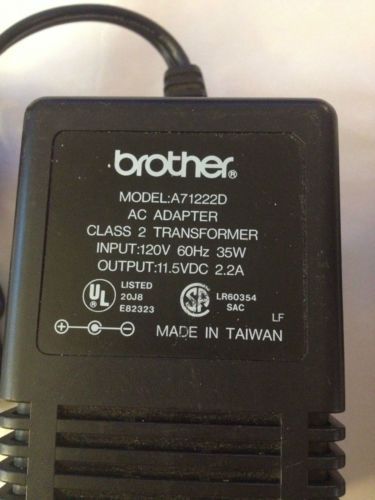 brother®
MODEL:A71222D
AC ADAPTER
CLASS 2 TRANSFORMER
INPUT:120V 60Hz 35W
OUTPUT:11.5VDC 2.2A
UL ® LISTED 20J8 E82323
SP LR60354 SAC
LF
MADE IN TAIWAN